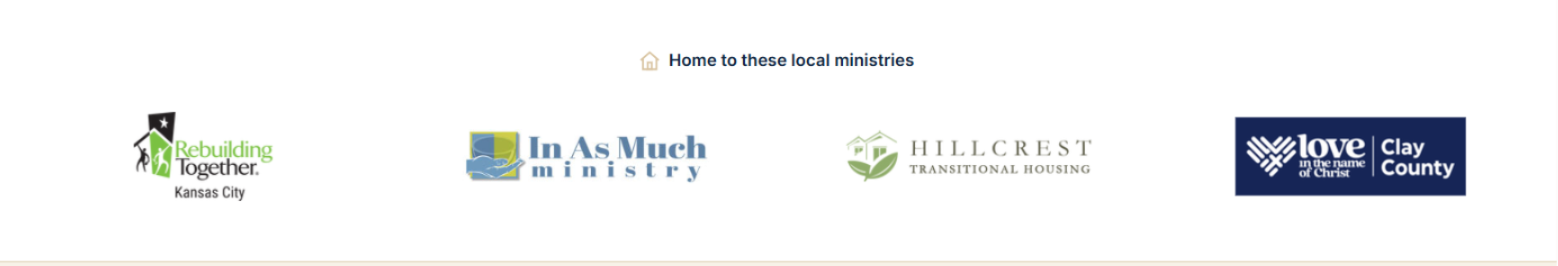 Home to these local ministries
Rebuilding
Together.
Kansas City
In As Much
ministry
HILLCREST
TRANSITIONAL HOUSING
love
in the name
of Christ
Clay
County